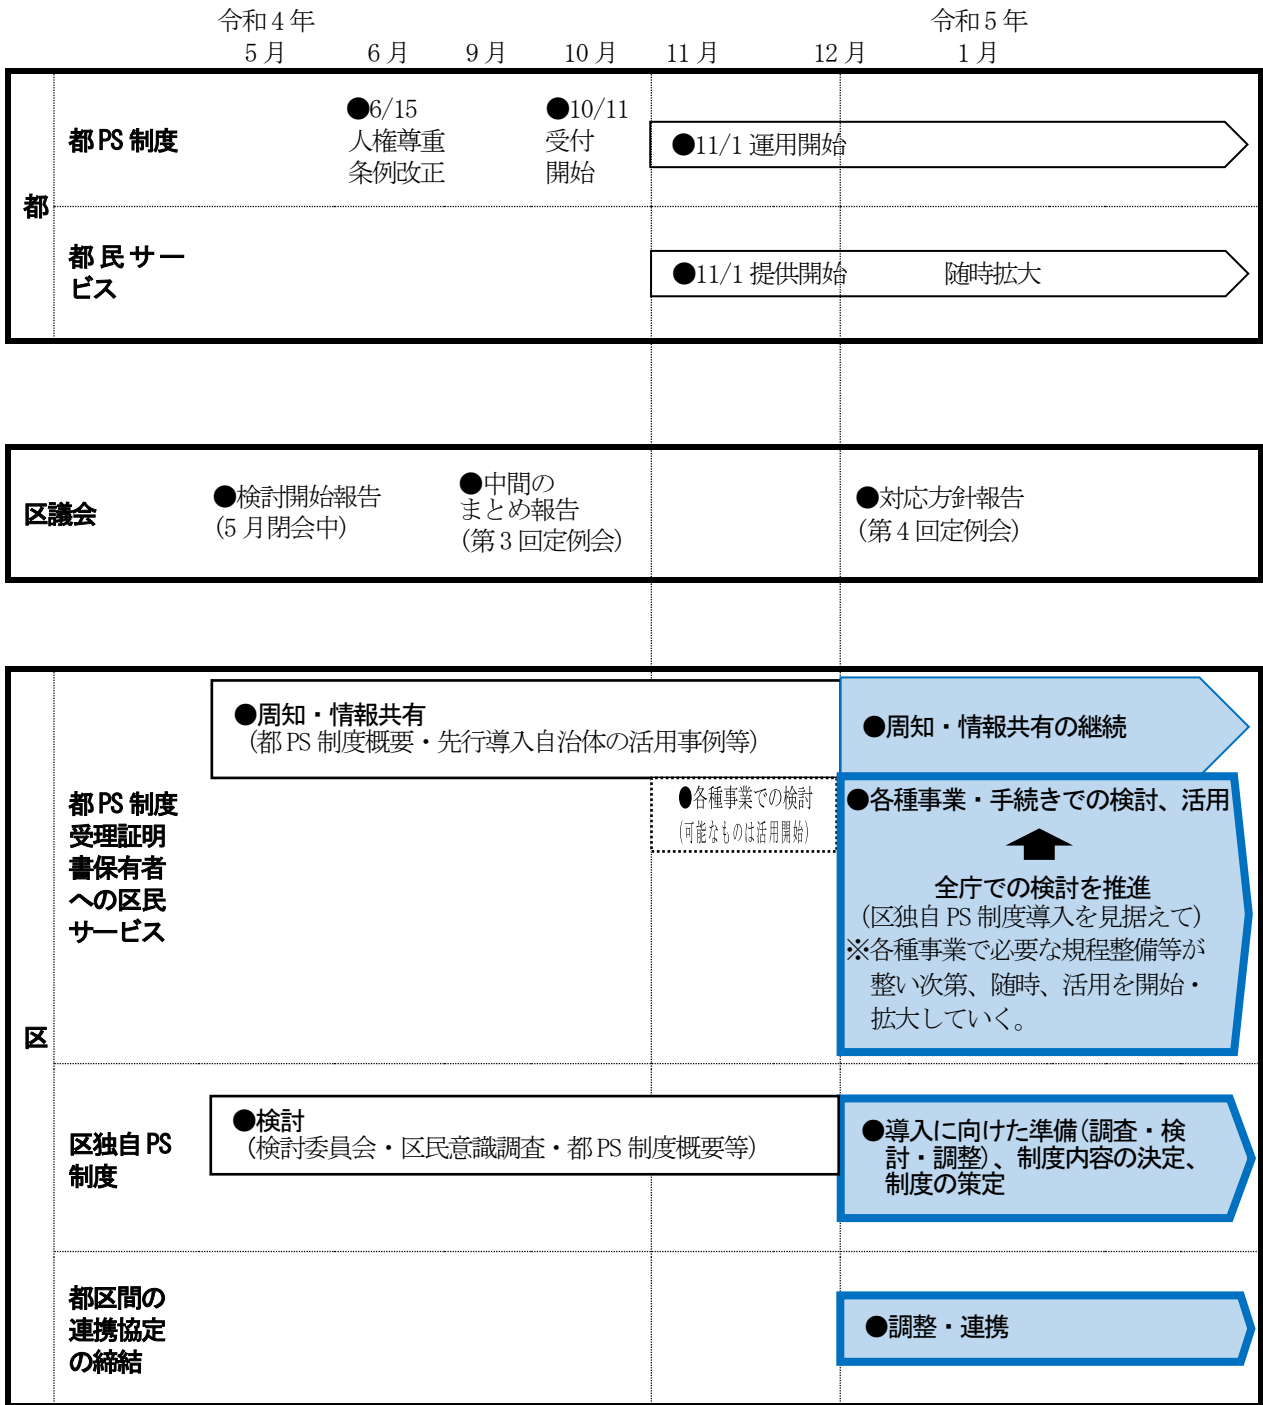 令和4年
令和5年
5月 6月 9月 10月 11月 12月 1月
都
都PS制度
●6/15
人権尊重
条例改正
●10/11
受付
開始
●11/1 運用開始
都民サー
ビス
●11/1 提供開始 随時拡大
区議会
●検討開始報告
(5月閉会中)
●中間の
まとめ報告
(第3回定例会)
●対応方針報告
(第4回定例会)
区
都PS制度
受理証明
書保有者
への区民
サービス
●周知・情報共有
(都PS制度概要・先行導入自治体の活用事例等)
●周知・情報共有の継続
●各種事業での検討
(可能なものは活用開始)
●各種事業・手続きでの検討、活用
全庁での検討を推進
(区独自PS制度導入を見据えて)
※各種事業で必要な規程整備等が
整い次第、随時、活用を開始・
拡大していく。
区独自PS
制度
●検討
(検討委員会・区民意識調査・都PS制度概要等)
●導入に向けた準備(調査・検
討・調整)、制度内容の決定、
制度の策定
都区間の
連携協定
の締結
●調整・連携